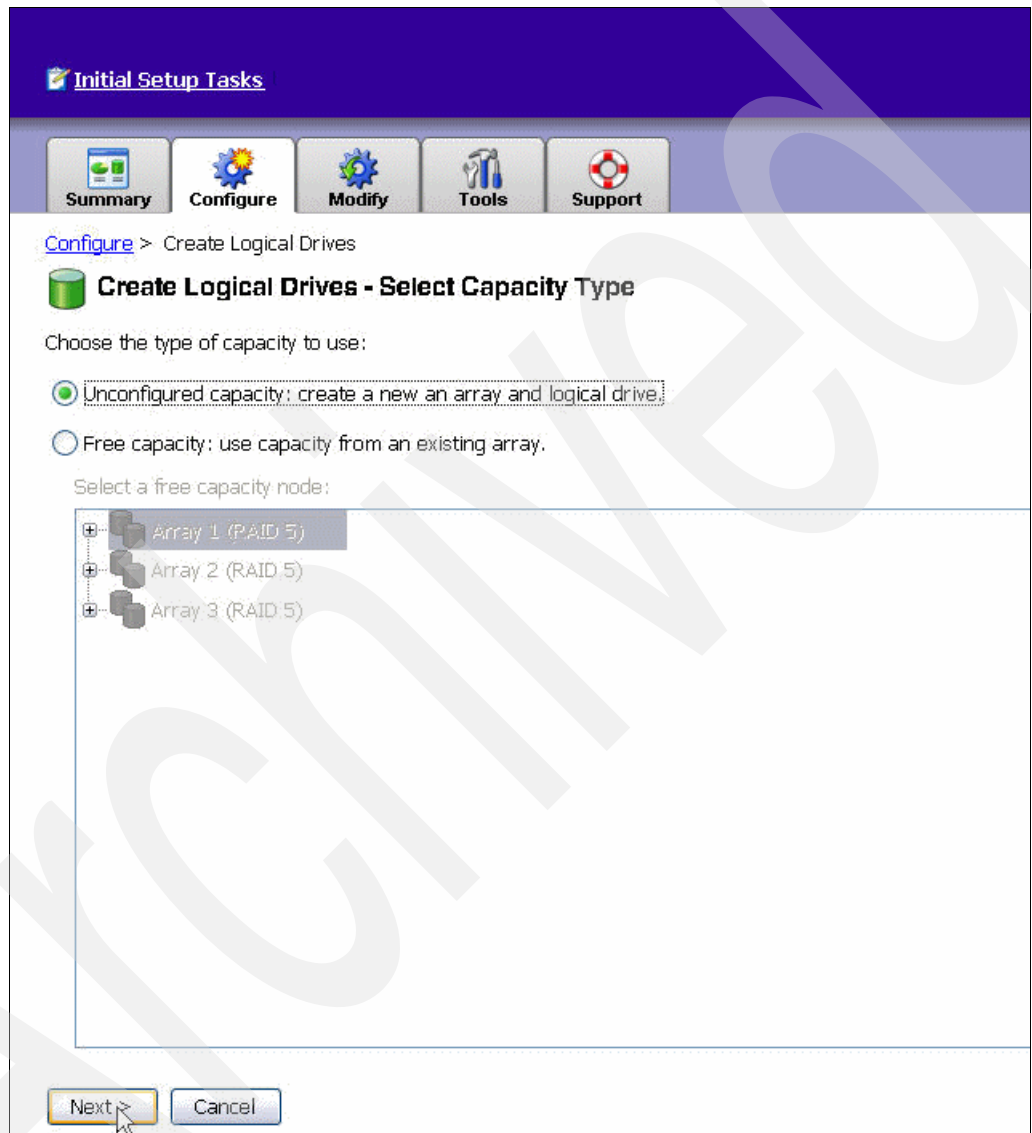 Initial Setup Tasks
Summary Configure Modify Tools Support
Configure > Create Logical Drives
Create Logical Drives - Select Capacity Type
Choose the type of capacity to use:
Unconfigured capacity: create a new an array and logical drive.
Free capacity: use capacity from an existing array.
Select a free capacity node:
Array 1 (RAID 5)
Array 2 (RAID 5)
Array 3 (RAID 5)
Next > Cancel
Archived